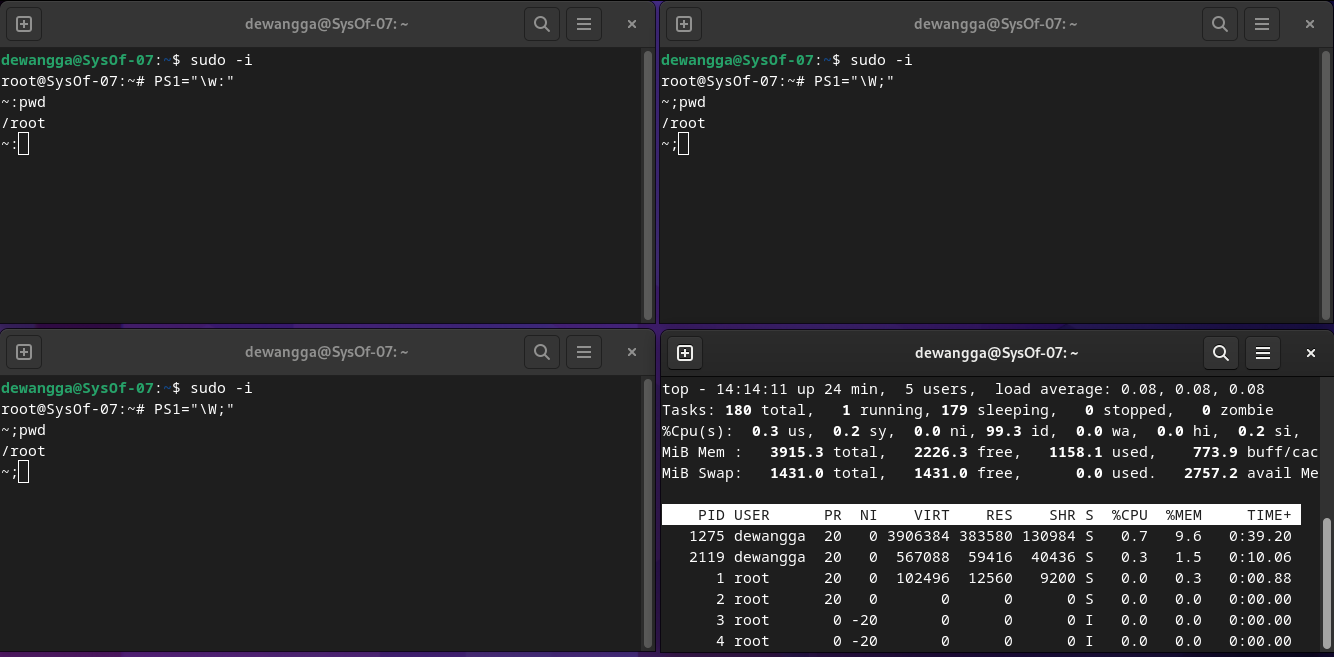 dewangga@SysOf-07: ~
dewangga@SysOf-07:~$ sudo -i
root@SysOf-07:~# PS1="\w:"
~:pwd
/root
~:
dewangga@SysOf-07: ~
dewangga@SysOf-07:~$ sudo -i
root@SysOf-07:~# PS1="\W;"
~;pwd
/root
~;
dewangga@SysOf-07: ~
dewangga@SysOf-07:~$ sudo -i
root@SysOf-07:~# PS1="\W;"
~;pwd
/root
~;
dewangga@SysOf-07: ~
top - 14:14:11 up 24 min,  5 users,  load average: 0.08, 0.08, 0.08
Tasks: 180 total,   1 running, 179 sleeping,   0 stopped,   0 zombie
%Cpu(s):  0.3 us,  0.2 sy,  0.0 ni, 99.3 id,  0.0 wa,  0.0 hi,  0.2 si,
MiB Mem :   3915.3 total,   2226.3 free,   1158.1 used,    773.9 buff/cac
MiB Swap:   1431.0 total,   1431.0 free,      0.0 used.   2757.2 avail Me
PID USER      PR  NI    VIRT    RES    SHR S  %CPU  %MEM     TIME+
1275 dewangga  20   0 3906384 383580 130984 S   0.7   9.6   0:39.20
2119 dewangga  20   0  567088  59416  40436 S   0.3   1.5   0:10.06
1 root      20   0  102496  12560   9200 S   0.0   0.3   0:00.88
2 root      20   0       0      0      0 S   0.0   0.0   0:00.00
3 root       0 -20       0      0      0 I   0.0   0.0   0:00.00
4 root       0 -20       0      0      0 I   0.0   0.0   0:00.00